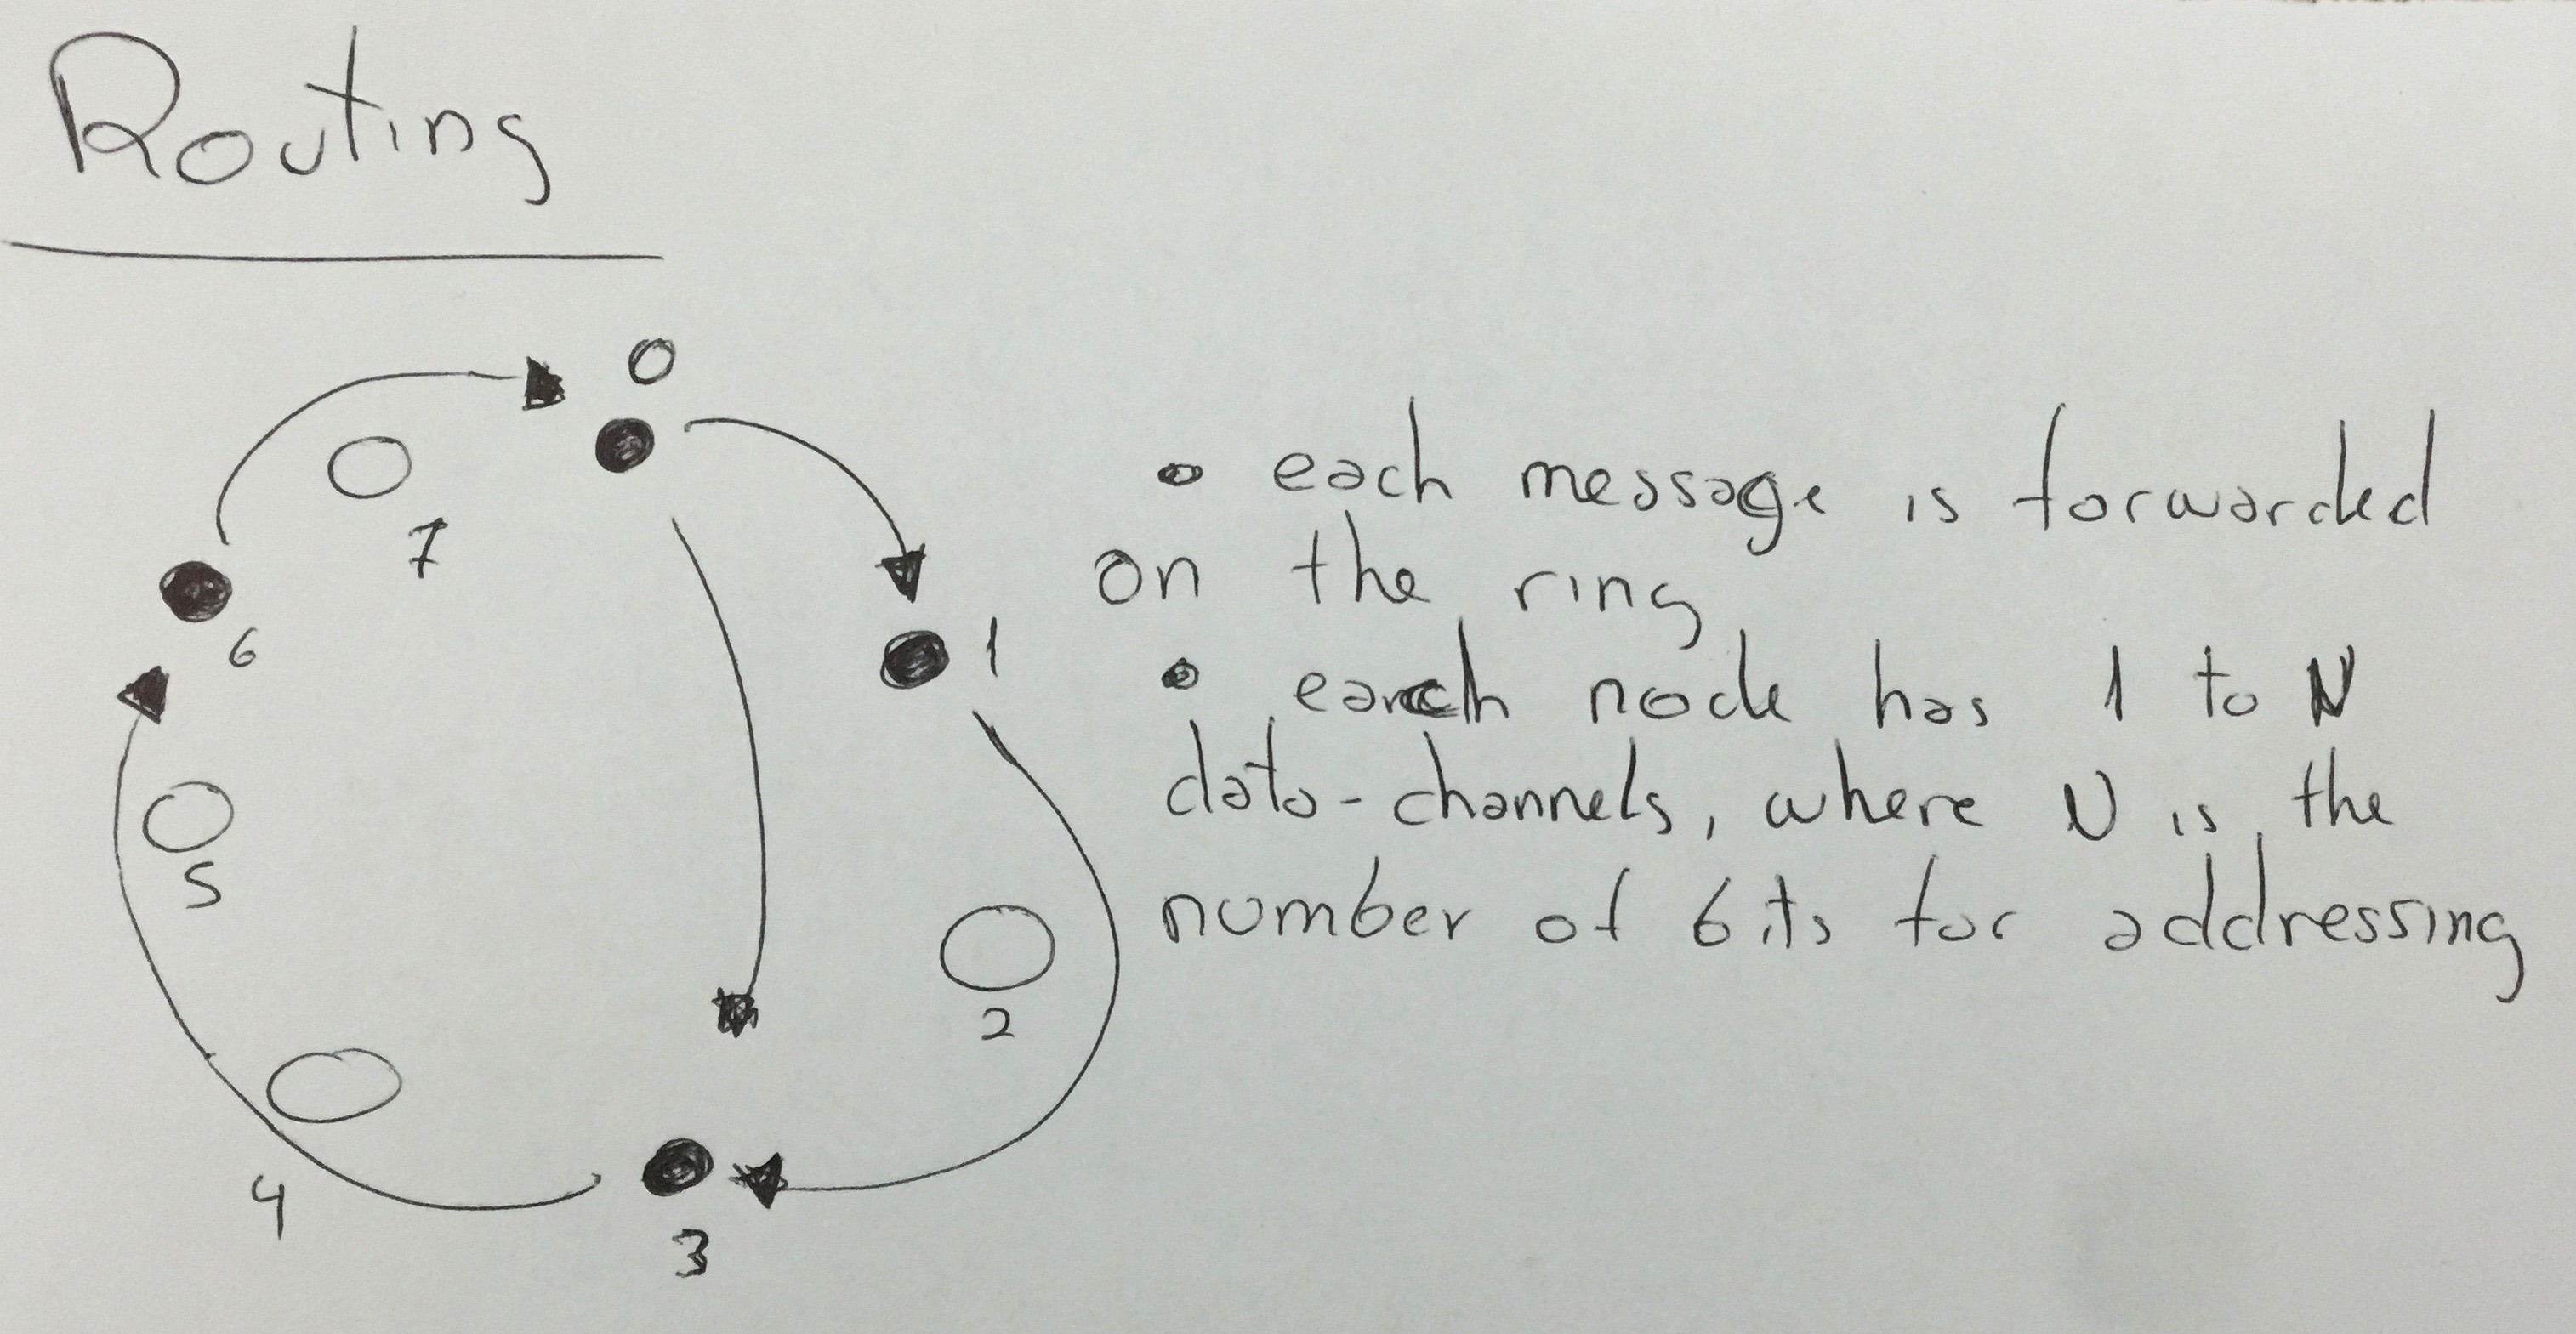 Routing
0
7
6
1
5
2
4
3
• each message is forwarded
on the ring
• each node has 1 to N
data-channels, where N is the
number of bits for addressing